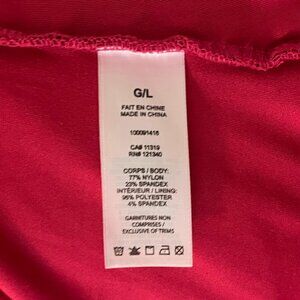 G/L
FAIT EN CHINE
MADE IN CHINA
100091416
CA# 11319
RN# 121340
CORPS / BODY:
77% NYLON
23% SPANDEX
INTÉRIEUR / LINING:
96% POLYESTER
4% SPANDEX
GARNITURES NON
COMPRISES /
EXCLUSIVE OF TRIMS